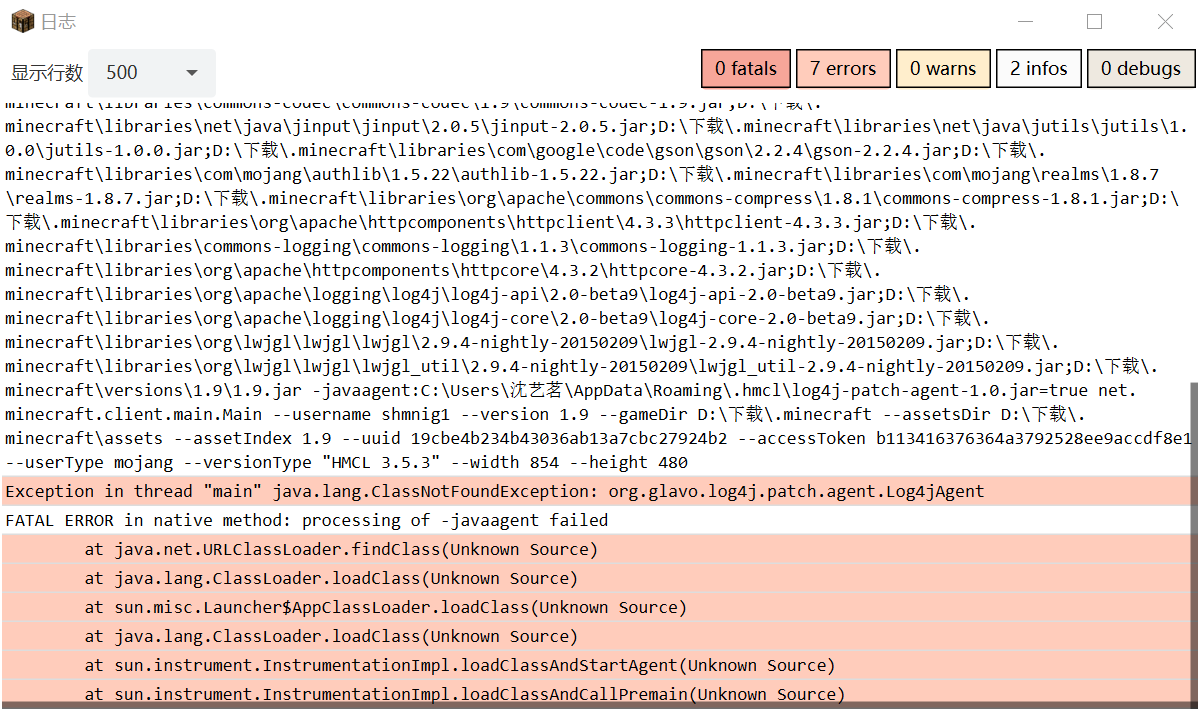 日志
显示行数 500 0 fatals 7 errors 0 warns 2 infos 0 debugs
minecraft\libraries\commons-codec\commons-codec\1.9\commons-codec-1.9.jar;D:\下载\.
minecraft\libraries\net\java\jinput\jinput\2.0.5\jinput-2.0.5.jar;D:\下载\.minecraft\libraries\net\java\jutils\jutils\1.
0.0\jutils-1.0.0.jar;D:\下载\.minecraft\libraries\com\google\code\gson\gson\2.2.4\gson-2.2.4.jar;D:\下载\.
minecraft\libraries\com\mojang\authlib\1.5.22\authlib-1.5.22.jar;D:\下载\.minecraft\libraries\com\mojang\realms\1.8.7
\realms-1.8.7.jar;D:\下载\.minecraft\libraries\org\apache\commons\commons-compress\1.8.1\commons-compress-1.8.1.jar;D:\
下载\.minecraft\libraries\org\apache\httpcomponents\httpclient\4.3.3\httpclient-4.3.3.jar;D:\下载\.
minecraft\libraries\commons-logging\commons-logging\1.1.3\commons-logging-1.1.3.jar;D:\下载\.
minecraft\libraries\org\apache\httpcomponents\httpcore\4.3.2\httpcore-4.3.2.jar;D:\下载\.
minecraft\libraries\org\apache\logging\log4j\log4j-api\2.0-beta9\log4j-api-2.0-beta9.jar;D:\下载\.
minecraft\libraries\org\apache\logging\log4j\log4j-core\2.0-beta9\log4j-core-2.0-beta9.jar;D:\下载\.
minecraft\libraries\org\lwjgl\lwjgl\lwjgl\2.9.4-nightly-20150209\lwjgl-2.9.4-nightly-20150209.jar;D:\下载\.
minecraft\libraries\org\lwjgl\lwjgl\lwjgl_util\2.9.4-nightly-20150209\lwjgl_util-2.9.4-nightly-20150209.jar;D:\下载\.
minecraft\versions\1.9\1.9.jar -javaagent:C:\Users\沈艺茗\AppData\Roaming\.hmcl\log4j-patch-agent-1.0.jar=true net.
minecraft.client.main.Main --username shmnig1 --version 1.9 --gameDir D:\下载\.minecraft --assetsDir D:\下载\.
minecraft\assets --assetIndex 1.9 --uuid 19cbe4b234b43036ab13a7cbc27924b2 --accessToken b113416376364a3792528ee9accdf8e1
--userType mojang --versionType "HMCL 3.5.3" --width 854 --height 480
Exception in thread "main" java.lang.ClassNotFoundException: org.glavo.log4j.patch.agent.Log4jAgent
FATAL ERROR in native method: processing of -javaagent failed
at java.net.URLClassLoader.findClass(Unknown Source)
at java.lang.ClassLoader.loadClass(Unknown Source)
at sun.misc.Launcher$AppClassLoader.loadClass(Unknown Source)
at java.lang.ClassLoader.loadClass(Unknown Source)
at sun.instrument.InstrumentationImpl.loadClassAndStartAgent(Unknown Source)
at sun.instrument.InstrumentationImpl.loadClassAndCallPremain(Unknown Source)